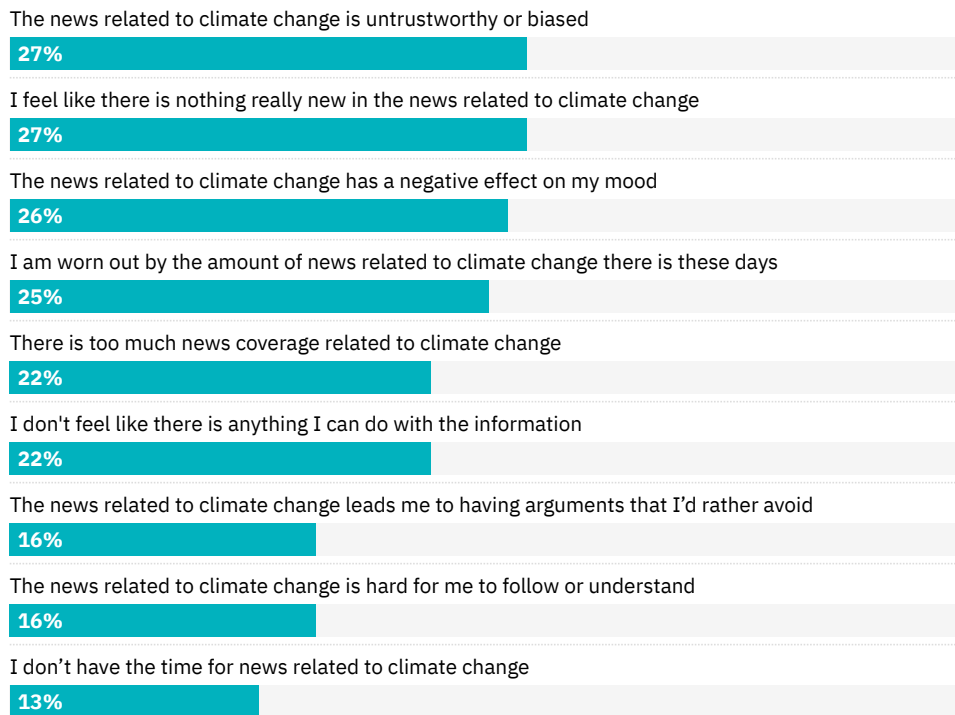 The news related to climate change is untrustworthy or biased
27%
I feel like there is nothing really new in the news related to climate change
27%
The news related to climate change has a negative effect on my mood
26%
I am worn out by the amount of news related to climate change there is these days
25%
There is too much news coverage related to climate change
22%
I don't feel like there is anything I can do with the information
22%
The news related to climate change leads me to having arguments that I’d rather avoid
16%
The news related to climate change is hard for me to follow or understand
16%
I don’t have the time for news related to climate change
13%